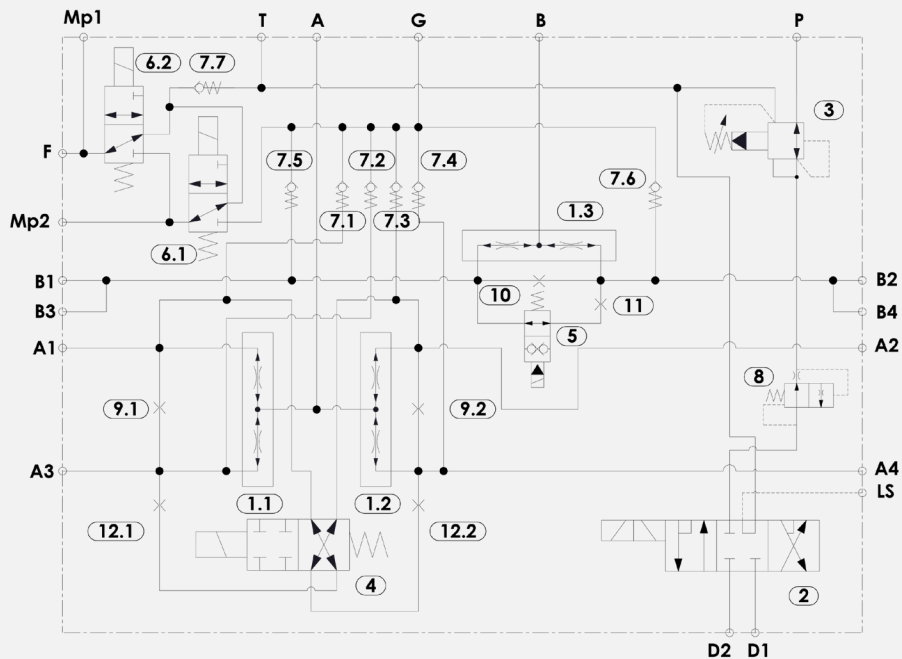 Mp1 T A G B P
6.2 7.7
3
F
7.5 7.2 7.4 7.6
Mp2
7.1 7.3 1.3
6.1
B1 B2
10 11
B3 B4
5
A1 A2
8
9.1 9.2
A3 A4
LS
1.1 1.2
12.1 12.2
4 2
D2 D1